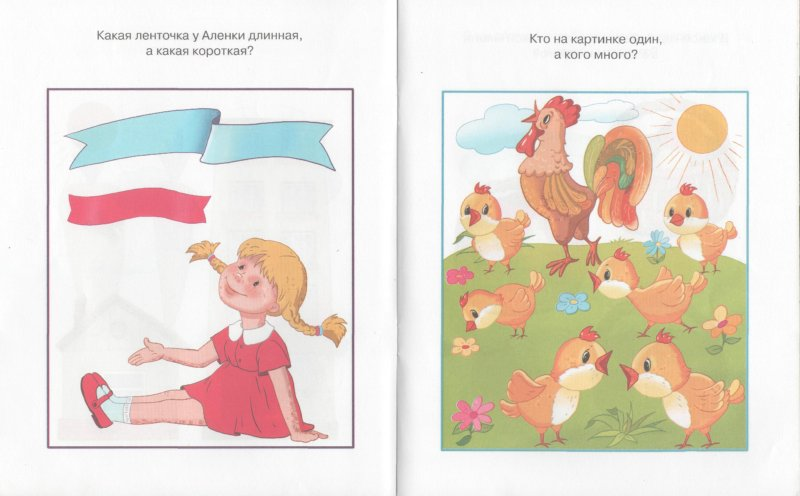 Какая ленточка у Аленки длинная,
а какая короткая?
Кто на картинке один,
а кого много?